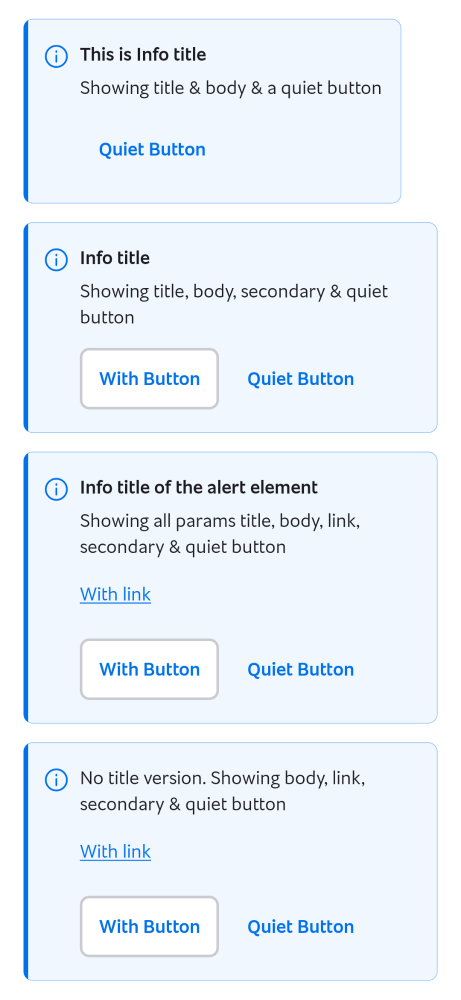 This is Info title
Showing title & body & a quiet button
Quiet Button
Info title
Showing title, body, secondary & quiet
button
With Button Quiet Button
Info title of the alert element
Showing all params title, body, link,
secondary & quiet button
With link
With Button Quiet Button
No title version. Showing body, link,
secondary & quiet button
With link
With Button Quiet Button